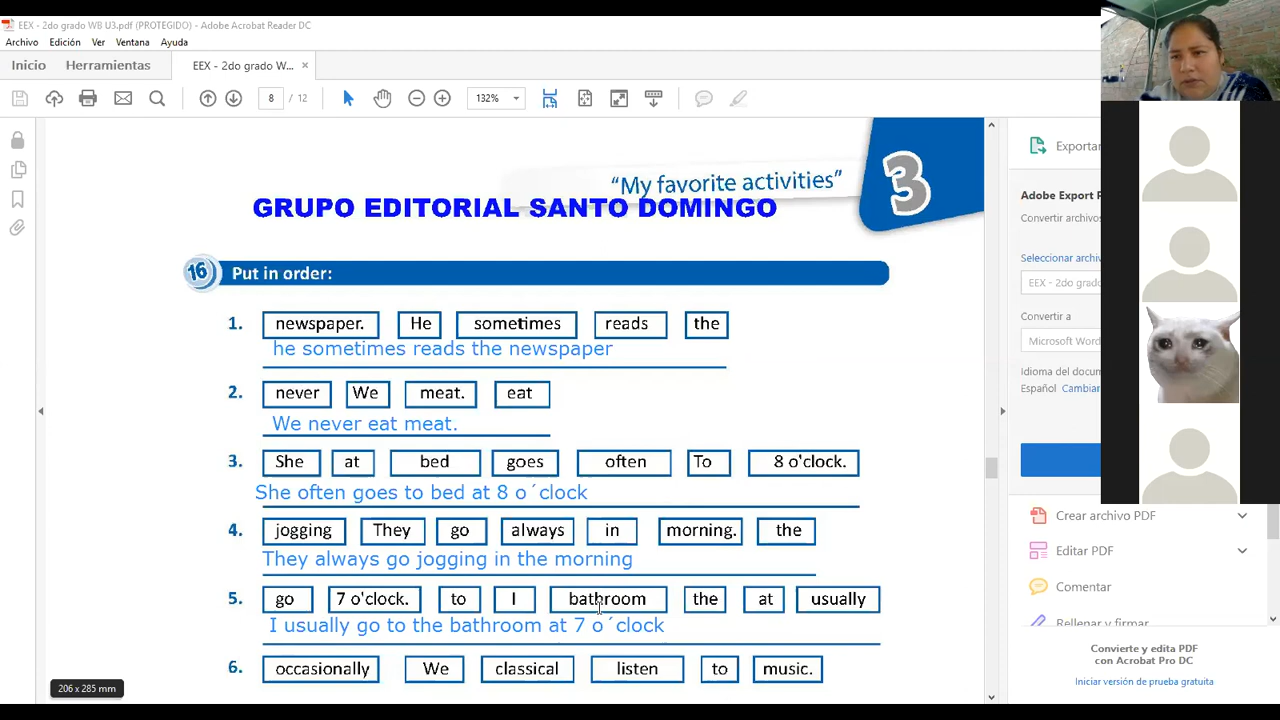 EEX - 2do grado WB U3.pdf (PROTEGIDO) - Adobe Acrobat Reader DC
Archivo Edición Ver Ventana Ayuda
Inicio Herramientas EEX - 2do grado W... ×
8 / 12 132%
"My favorite activities" 3
GRUPO EDITORIAL SANTO DOMINGO
16 Put in order:
1. newspaper. He sometimes reads the
he sometimes reads the newspaper
2. never We meat. eat
We never eat meat.
3. She at bed goes often To 8 o'clock.
She often goes to bed at 8 o´clock
4. jogging They go always in morning. the
They always go jogging in the morning
5. go 7 o'clock. to I bathroom the at usually
I usually go to the bathroom at 7 o´clock
6. occasionally We classical listen to music.
206 x 285 mm
Exportar
Adobe Export P
Convertir archivos
Seleccionar archiv
EEX - 2do grado
Convertir a
Microsoft Word
Idioma del docum
Español Cambiar
Crear archivo PDF
Editar PDF
Comentar
Rellenar y firmar
Convierte y edita PDF
con Acrobat Pro DC
Iniciar versión de prueba gratuita